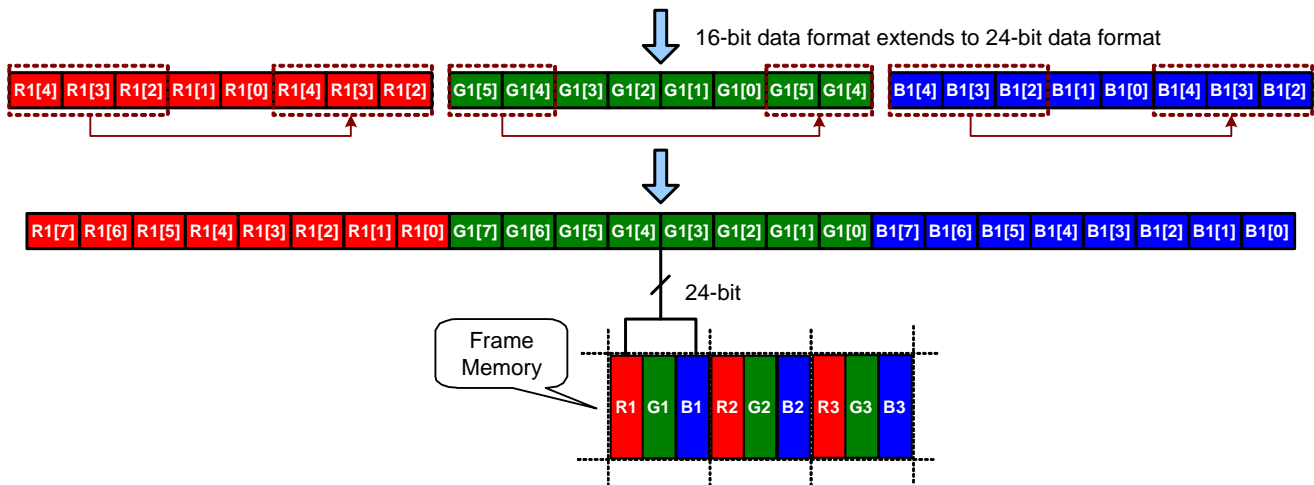 16-bit data format extends to 24-bit data format
R1[4] R1[3] R1[2] R1[1] R1[0] R1[4] R1[3] R1[2] G1[5] G1[4] G1[3] G1[2] G1[1] G1[0] G1[5] G1[4] B1[4] B1[3] B1[2] B1[1] B1[0] B1[4] B1[3] B1[2]
R1[7] R1[6] R1[5] R1[4] R1[3] R1[2] R1[1] R1[0] G1[7] G1[6] G1[5] G1[4] G1[3] G1[2] G1[1] G1[0] B1[7] B1[6] B1[5] B1[4] B1[3] B1[2] B1[1] B1[0]
24-bit
Frame
Memory
R1 G1 B1 R2 G2 B2 R3 G3 B3